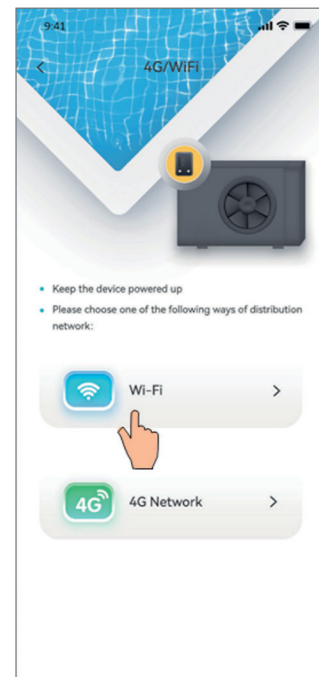 9:41
4G/WiFi
Keep the device powered up
Please choose one of the following ways of distribution
network:
Wi-Fi
4G
4G Network